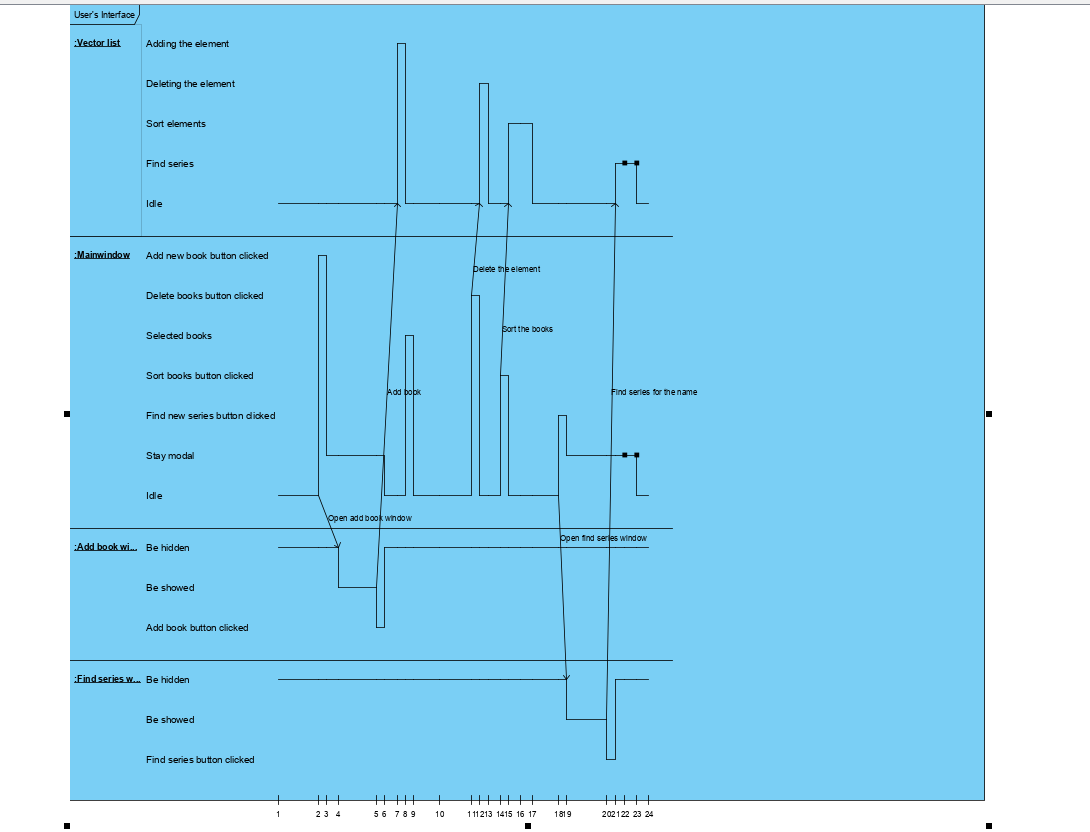 User's Interface
:Vector list
Adding the element
Deleting the element
Sort elements
Find series
Idle
:Mainwindow
Add new book button clicked
Delete the element
Delete books button clicked
Sort the books
Selected books
Sort books button clicked
Add book
Find series for the name
Find new series button clicked
Stay modal
Idle
Open add book window
Open find series window
:Add book wi...
Be hidden
Be showed
Add book button clicked
:Find series w...
Be hidden
Be showed
Find series button clicked
1 2 3 4 5 6 7 8 9 10 11 12 13 14 15 16 17 18 19 20 21 22 23 24